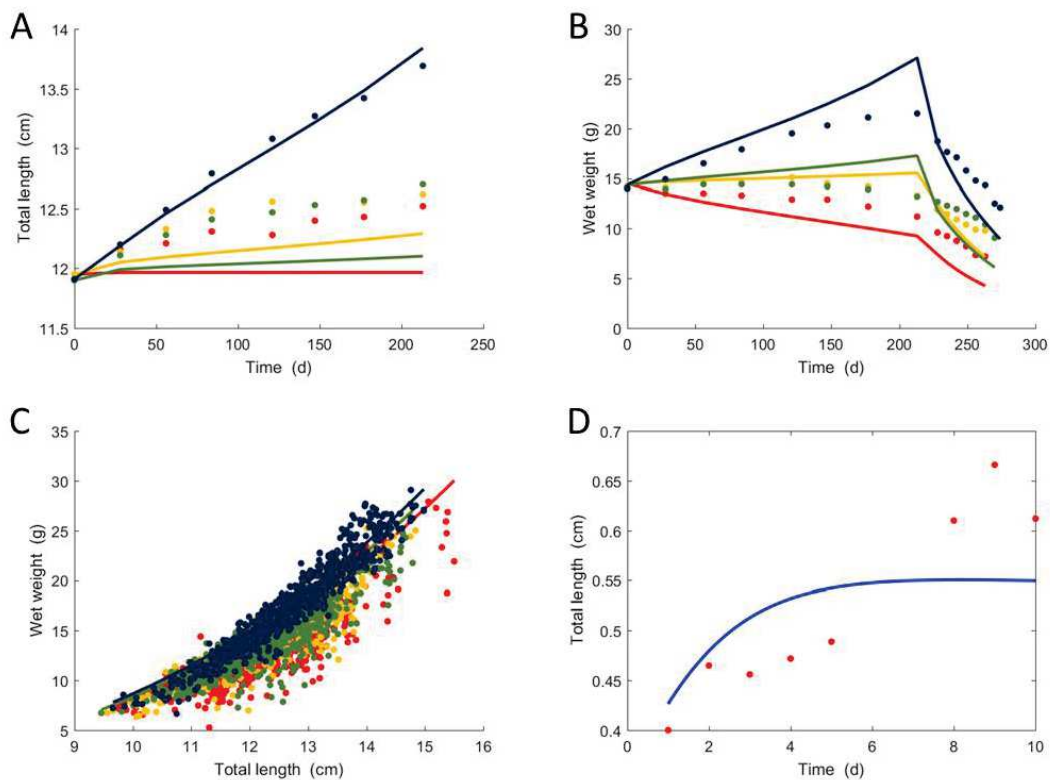 A
14
13.5
13
12.5
12
11.5
Total length (cm)
0 50 100 150 200 250
Time (d)
B
30
25
20
15
10
5
0
Wet weight (g)
0 50 100 150 200 250 300
Time (d)
C
35
30
25
20
15
10
5
Wet weight (g)
9 10 11 12 13 14 15 16
Total length (cm)
D
0.7
0.65
0.6
0.55
0.5
0.45
0.4
Total length (cm)
0 2 4 6 8 10
Time (d)